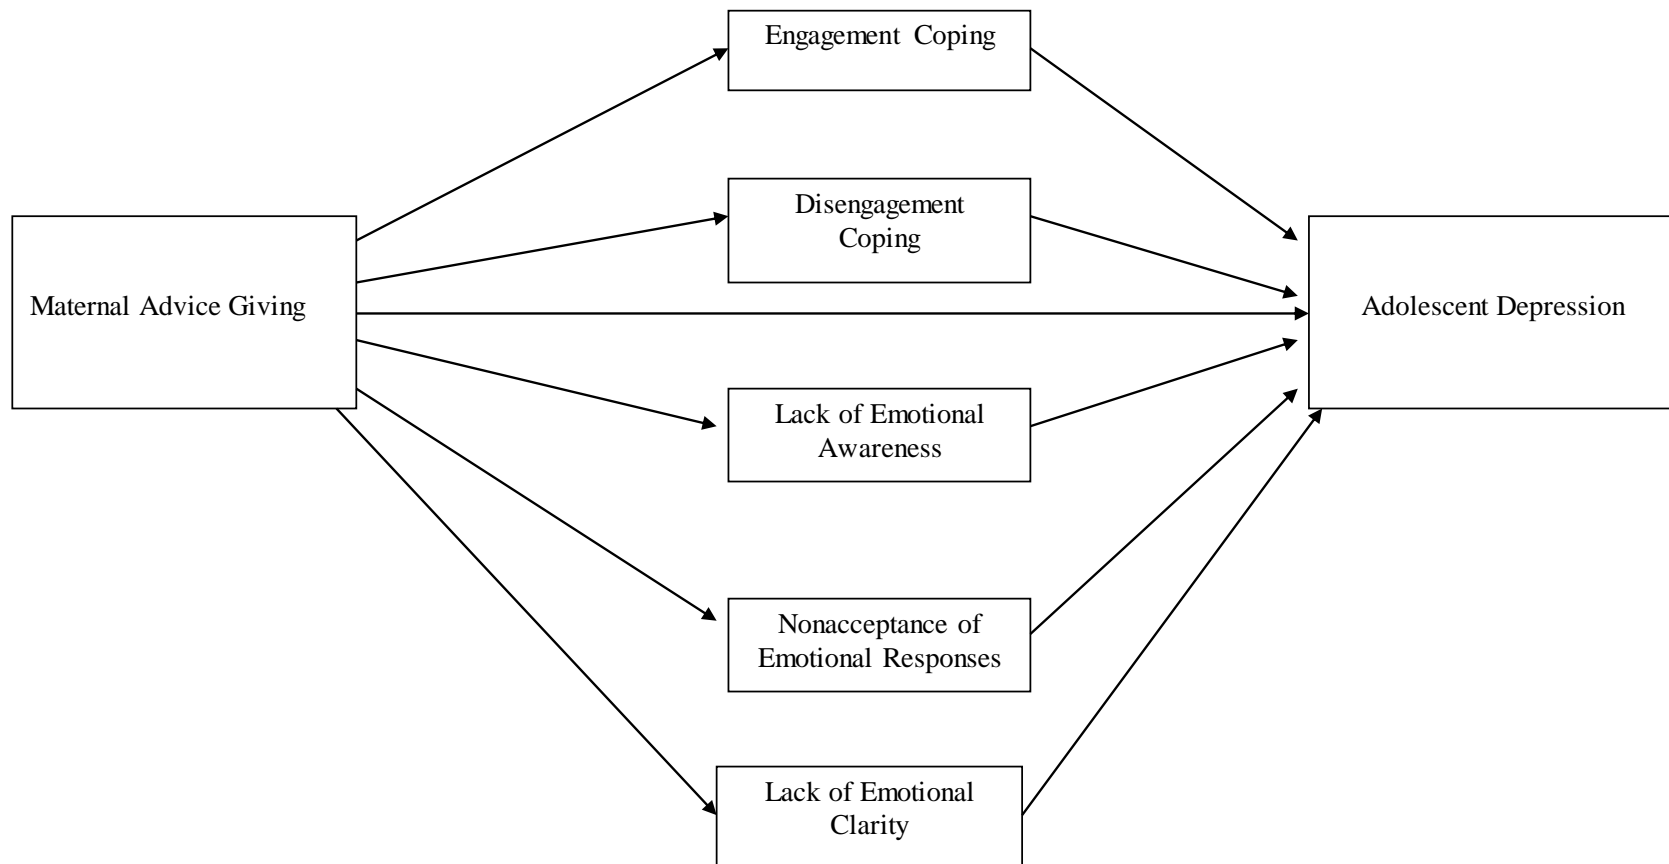 Engagement Coping
Disengagement
Coping
Maternal Advice Giving
Adolescent Depression
Lack of Emotional
Awareness
Nonacceptance of
Emotional Responses
Lack of Emotional
Clarity